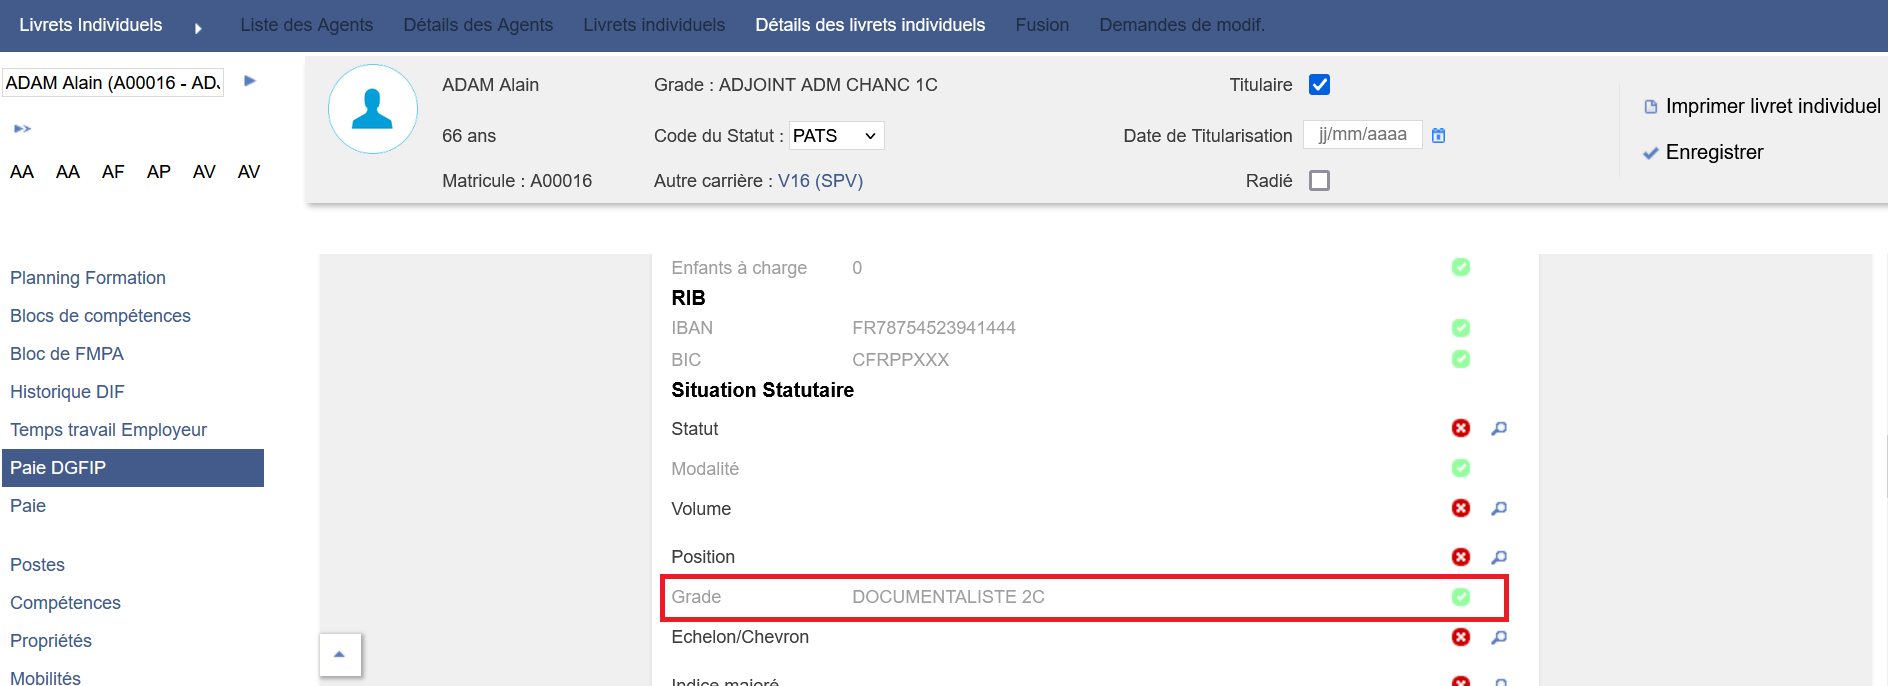 Livrets Individuels Liste des Agents Détails des Agents Livrets individuels Détails des livrets individuels Fusion Demandes de modif.
ADAM Alain (A00016 - AD
AA AA AF AP AV AV
ADAM Alain Grade : ADJOINT ADM CHANC 1C Titulaire
66 ans Code du Statut : PATS Date de Titularisation jj/mm/aaaa
Matricule : A00016 Autre carrière : V16 (SPV) Radié
Imprimer livret individuel
Enregistrer
Planning Formation
Blocs de compétences
Bloc de FMPA
Historique DIF
Temps travail Employeur
Paie DGFIP
Paie
Postes
Compétences
Propriétés
Mobilités
Enfants à charge 0
RIB
IBAN FR78754523941444
BIC CFRPPXXX
Situation Statutaire
Statut
Modalité
Volume
Position
Grade DOCUMENTALISTE 2C
Echelon/Chevron
Indice majoré